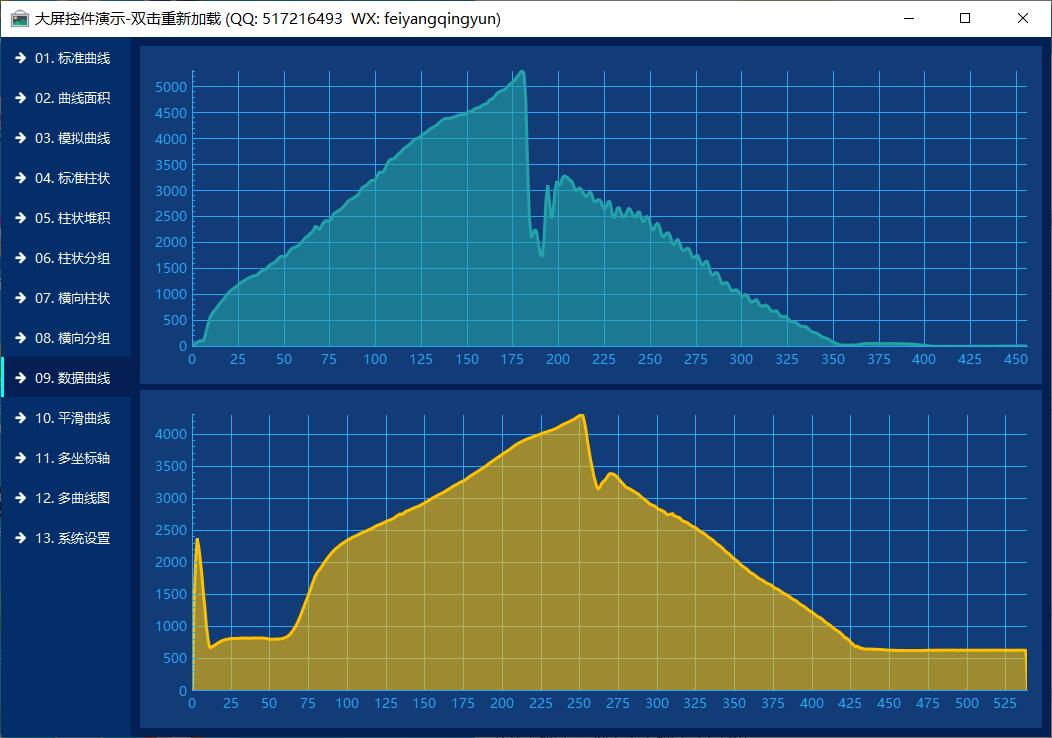 大屏控件演示-双击重新加载 (QQ: 517216493  WX: feiyangqingyun)
01. 标准曲线
02. 曲线面积
03. 模拟曲线
04. 标准柱状
05. 柱状堆积
06. 柱状分组
07. 横向柱状
08. 横向分组
09. 数据曲线
10. 平滑曲线
11. 多坐标轴
12. 多曲线图
13. 系统设置
5000
4500
4000
3500
3000
2500
2000
1500
1000
500
0
0 25 50 75 100 125 150 175 200 225 250 275 300 325 350 375 400 425 450
4000
3500
3000
2500
2000
1500
1000
500
0
0 25 50 75 100 125 150 175 200 225 250 275 300 325 350 375 400 425 450 475 500 525